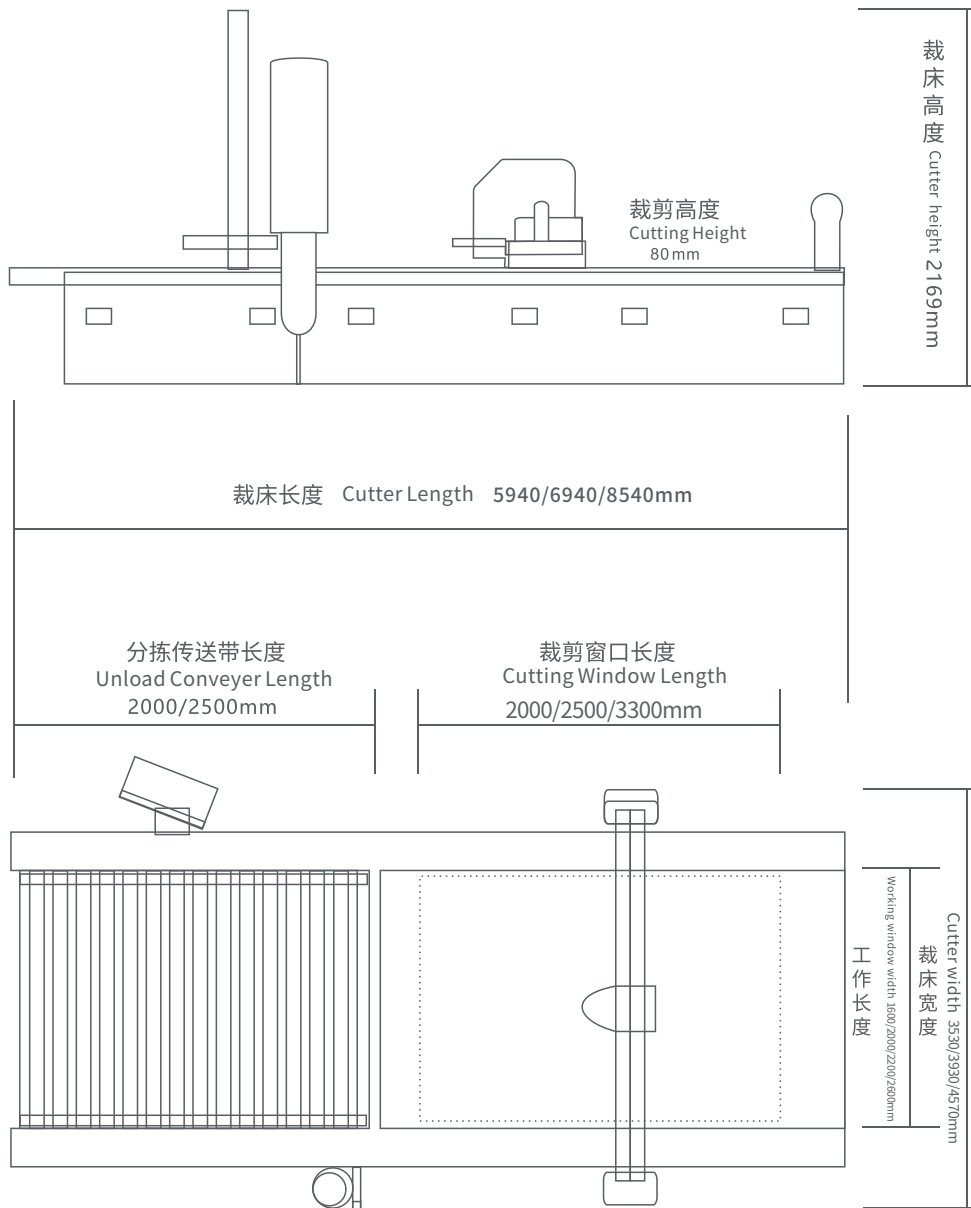 裁床高度 Cutter height 2169mm
裁剪高度
Cutting Height
80mm
裁床长度 Cutter Length 5940/6940/8540mm
分拣传送带长度
Unload Conveyer Length
2000/2500mm
裁剪窗口长度
Cutting Window Length
2000/2500/3300mm
工作长度
Working window width 1600/2000/2200/2600mm
裁床宽度
Cutter width 3530/3930/4570mm